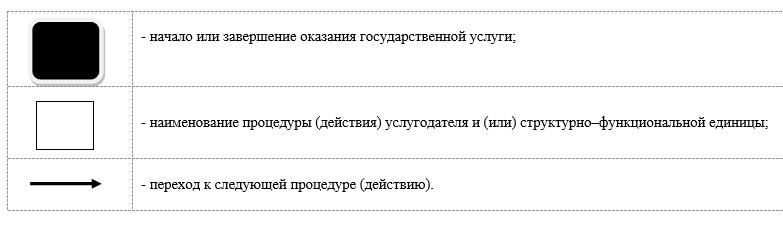 - начало или завершение оказания государственной услуги;
- наименование процедуры (действия) услугодателя и (или) структурно–функциональной единицы;
- переход к следующей процедуре (действию).